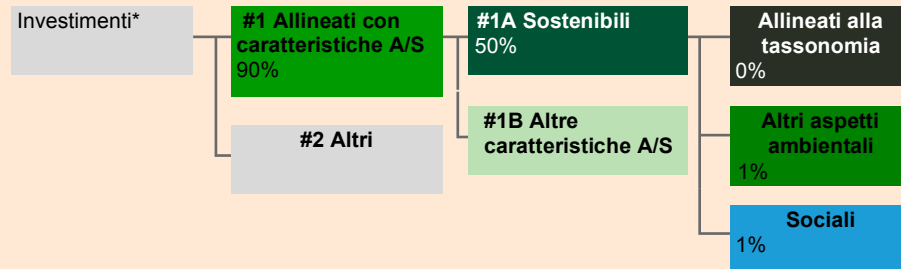 Investimenti*
#1 Allineati con
caratteristiche A/S
90%
#2 Altri
#1A Sostenibili
50%
#1B Altre
caratteristiche A/S
Allineati alla
tassonomia
0%
Altri aspetti
ambientali
1%
Sociali
1%